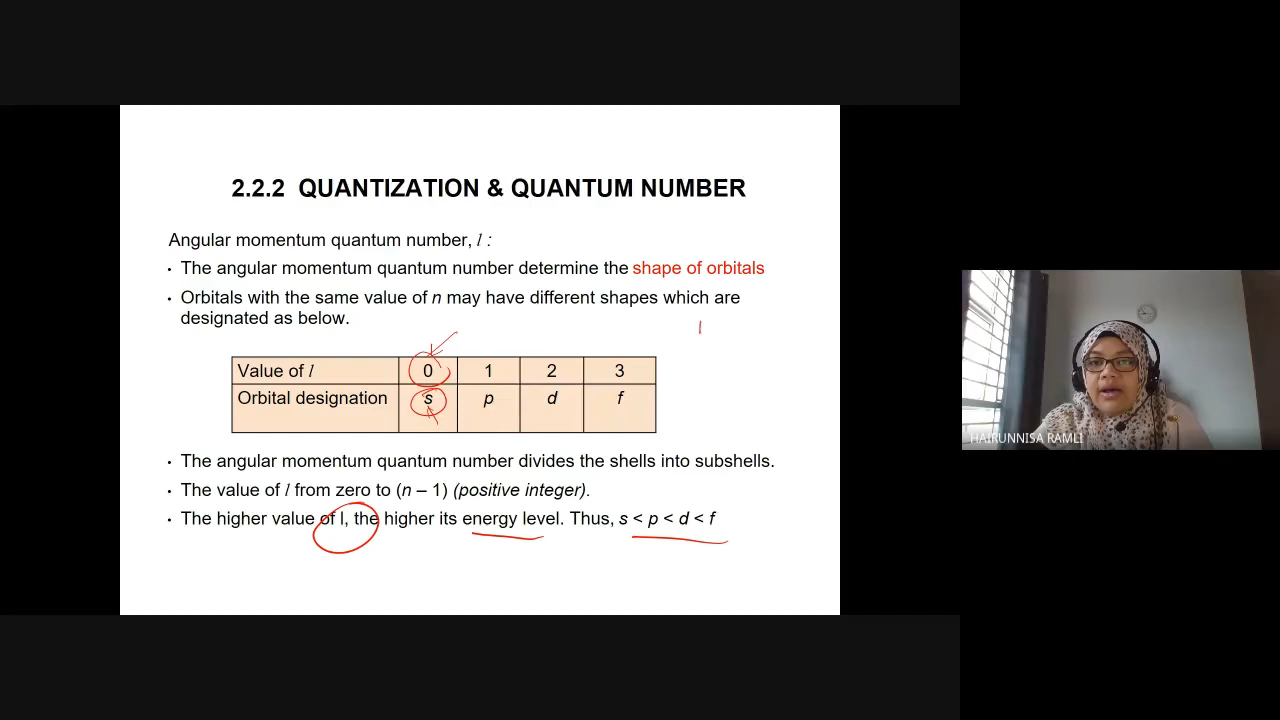 2.2.2 QUANTIZATION & QUANTUM NUMBER
Angular momentum quantum number, l :
• The angular momentum quantum number determine the shape of orbitals
• Orbitals with the same value of n may have different shapes which are
designated as below.
Value of l 0 1 2 3
Orbital designation s p d f
• The angular momentum quantum number divides the shells into subshells.
• The value of l from zero to (n – 1) (positive integer).
• The higher value of l, the higher its energy level. Thus, s < p < d < f
HAIRUNNISA RAMLI